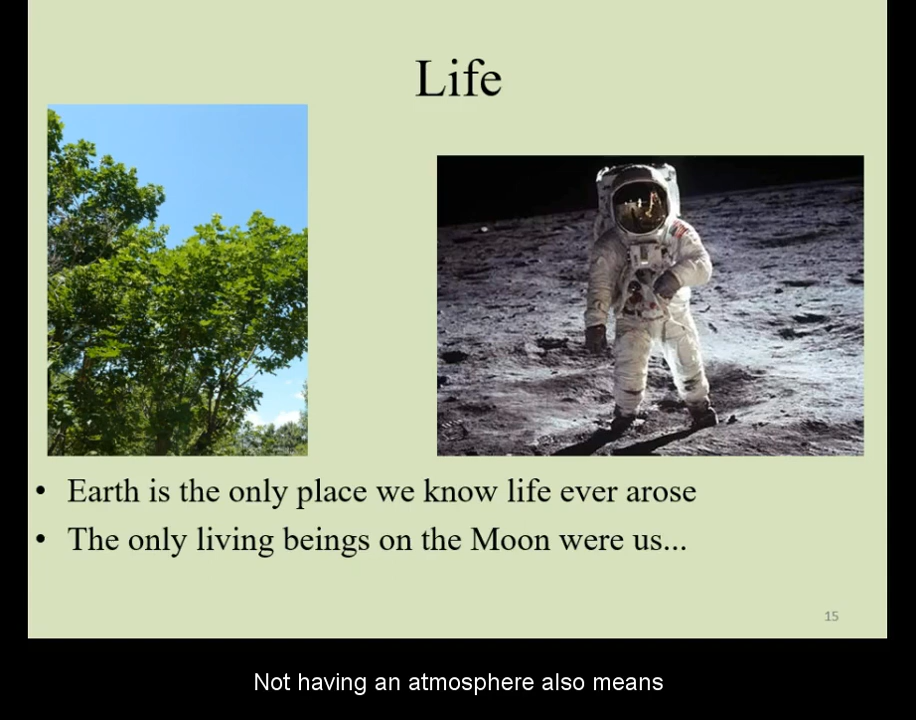 Life
• Earth is the only place we know life ever arose
• The only living beings on the Moon were us...
15
Not having an atmosphere also means